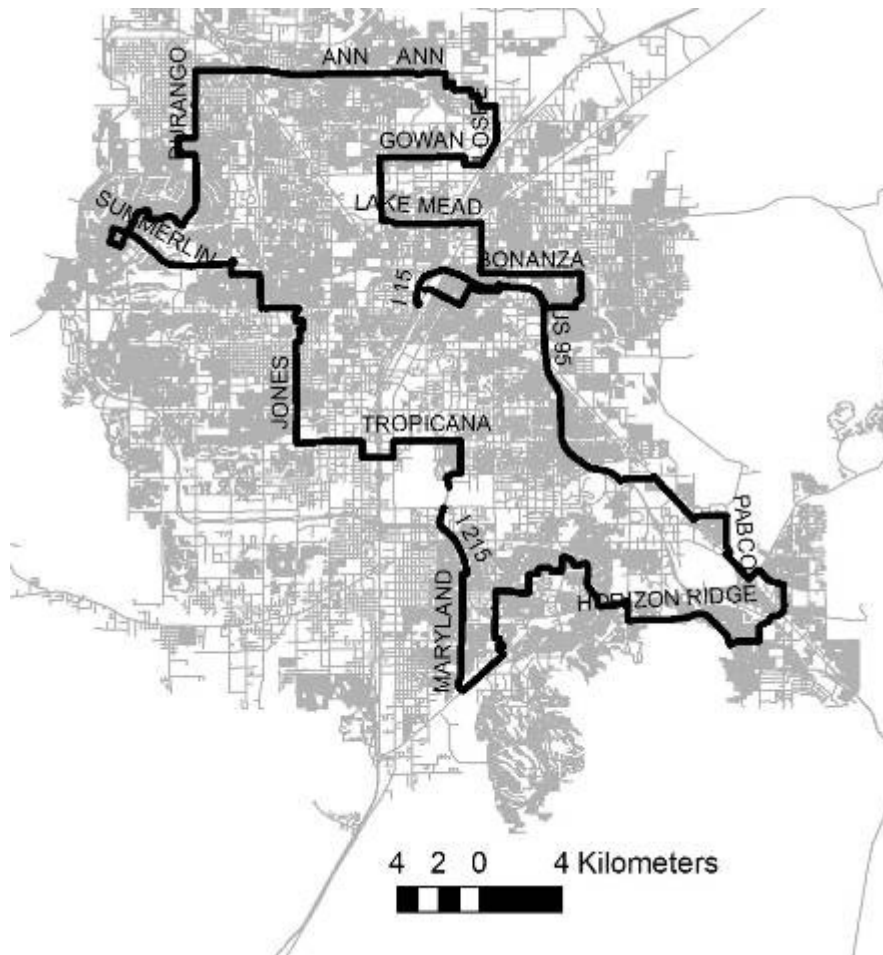 ANN ANN
DURANGO
LOSEE
GOWAN
LAKE MEAD
SUMMERLIN
BONANZA
I 15
US 95
JONES
TROPICANA
PABCO
I 215
HORIZON RIDGE
MARYLAND
4 2 0 4 Kilometers